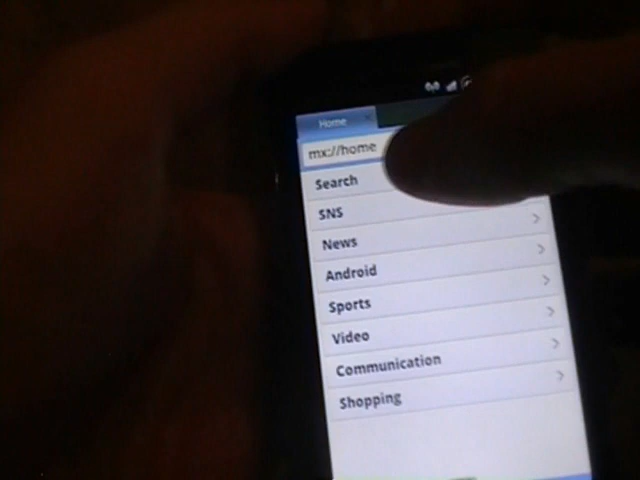 Home
mx://home
Search
SNS
News
Android
Sports
Video
Communication
Shopping